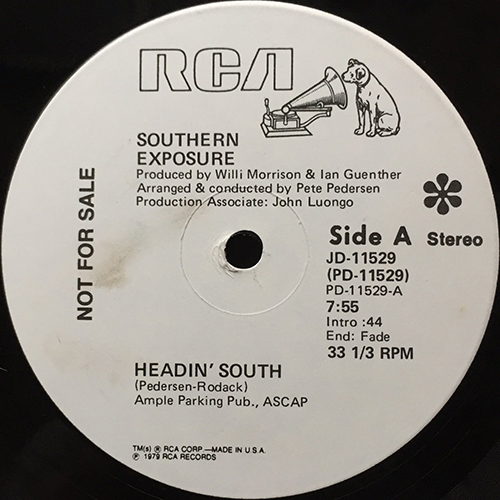 RCA
SOUTHERN
EXPOSURE
Produced by Willi Morrison & Ian Guenther
Arranged & conducted by Pete Pedersen
Production Associate: John Luongo
NOT FOR SALE
Side A Stereo
JD-11529
(PD-11529)
PD-11529-A
7:55
Intro :44
End: Fade
33 1/3 RPM
HEADIN' SOUTH
(Pedersen-Rodack)
Ample Parking Pub., ASCAP
TM(s) ® RCA CORP —MADE IN U.S.A.
℗ 1979 RCA RECORDS